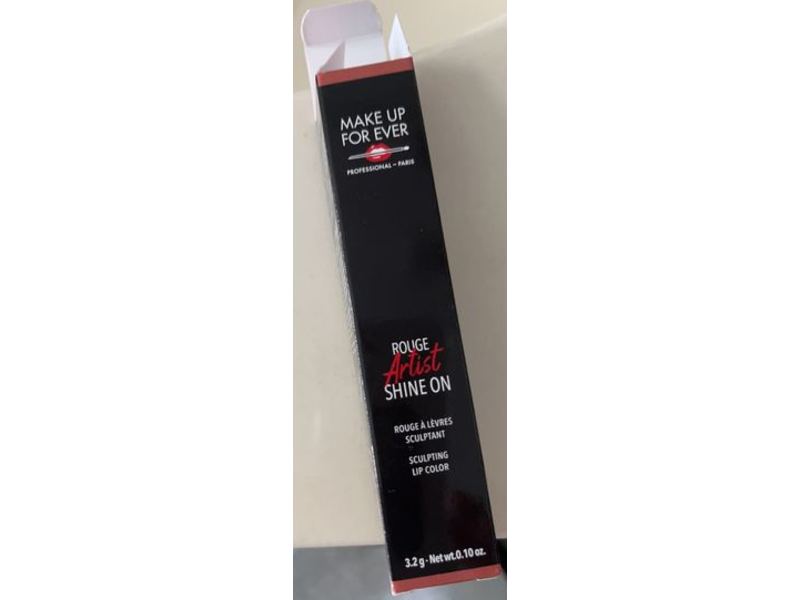 MAKE UP
FOR EVER
PROFESSIONAL – PARIS
ROUGE
Artist
SHINE ON
ROUGE À LÈVRES
SCULPTANT
SCULPTING
LIP COLOR
3.2 g - Net wt.0.10 oz.